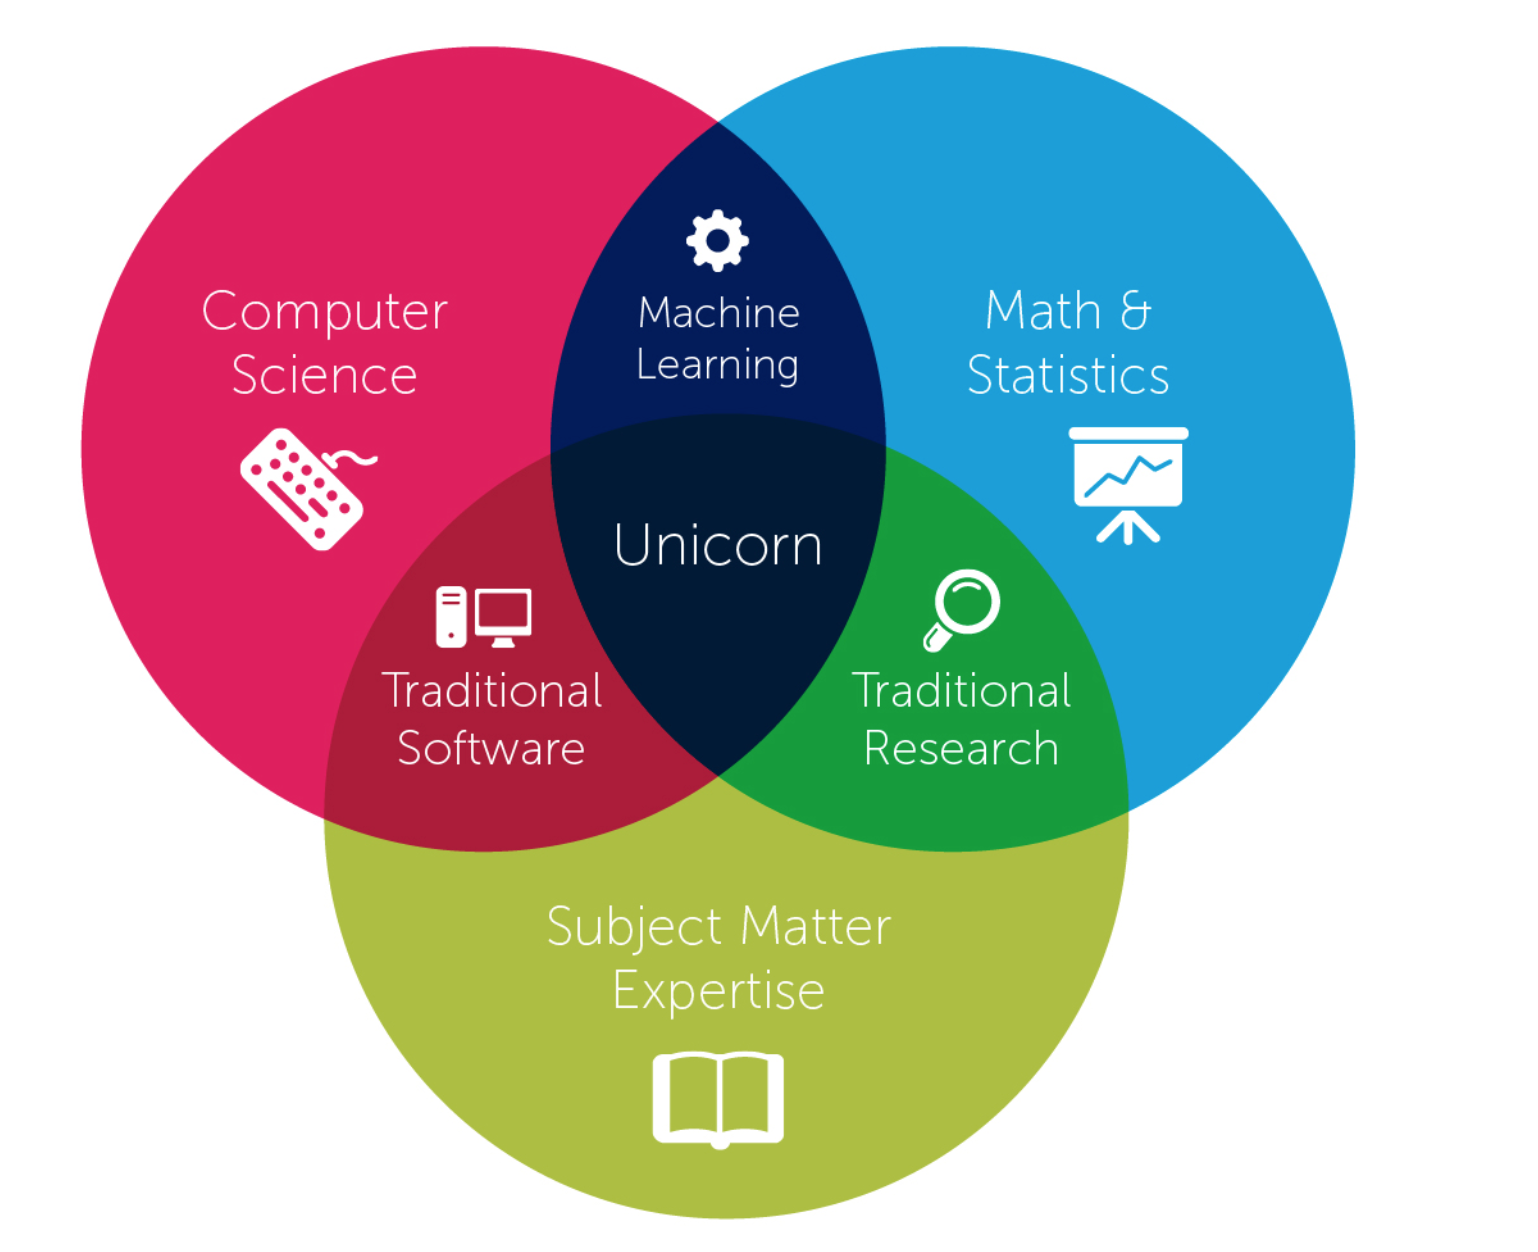 Computer
Science
Machine
Learning
Math &
Statistics
Unicorn
Traditional
Software
Traditional
Research
Subject Matter
Expertise